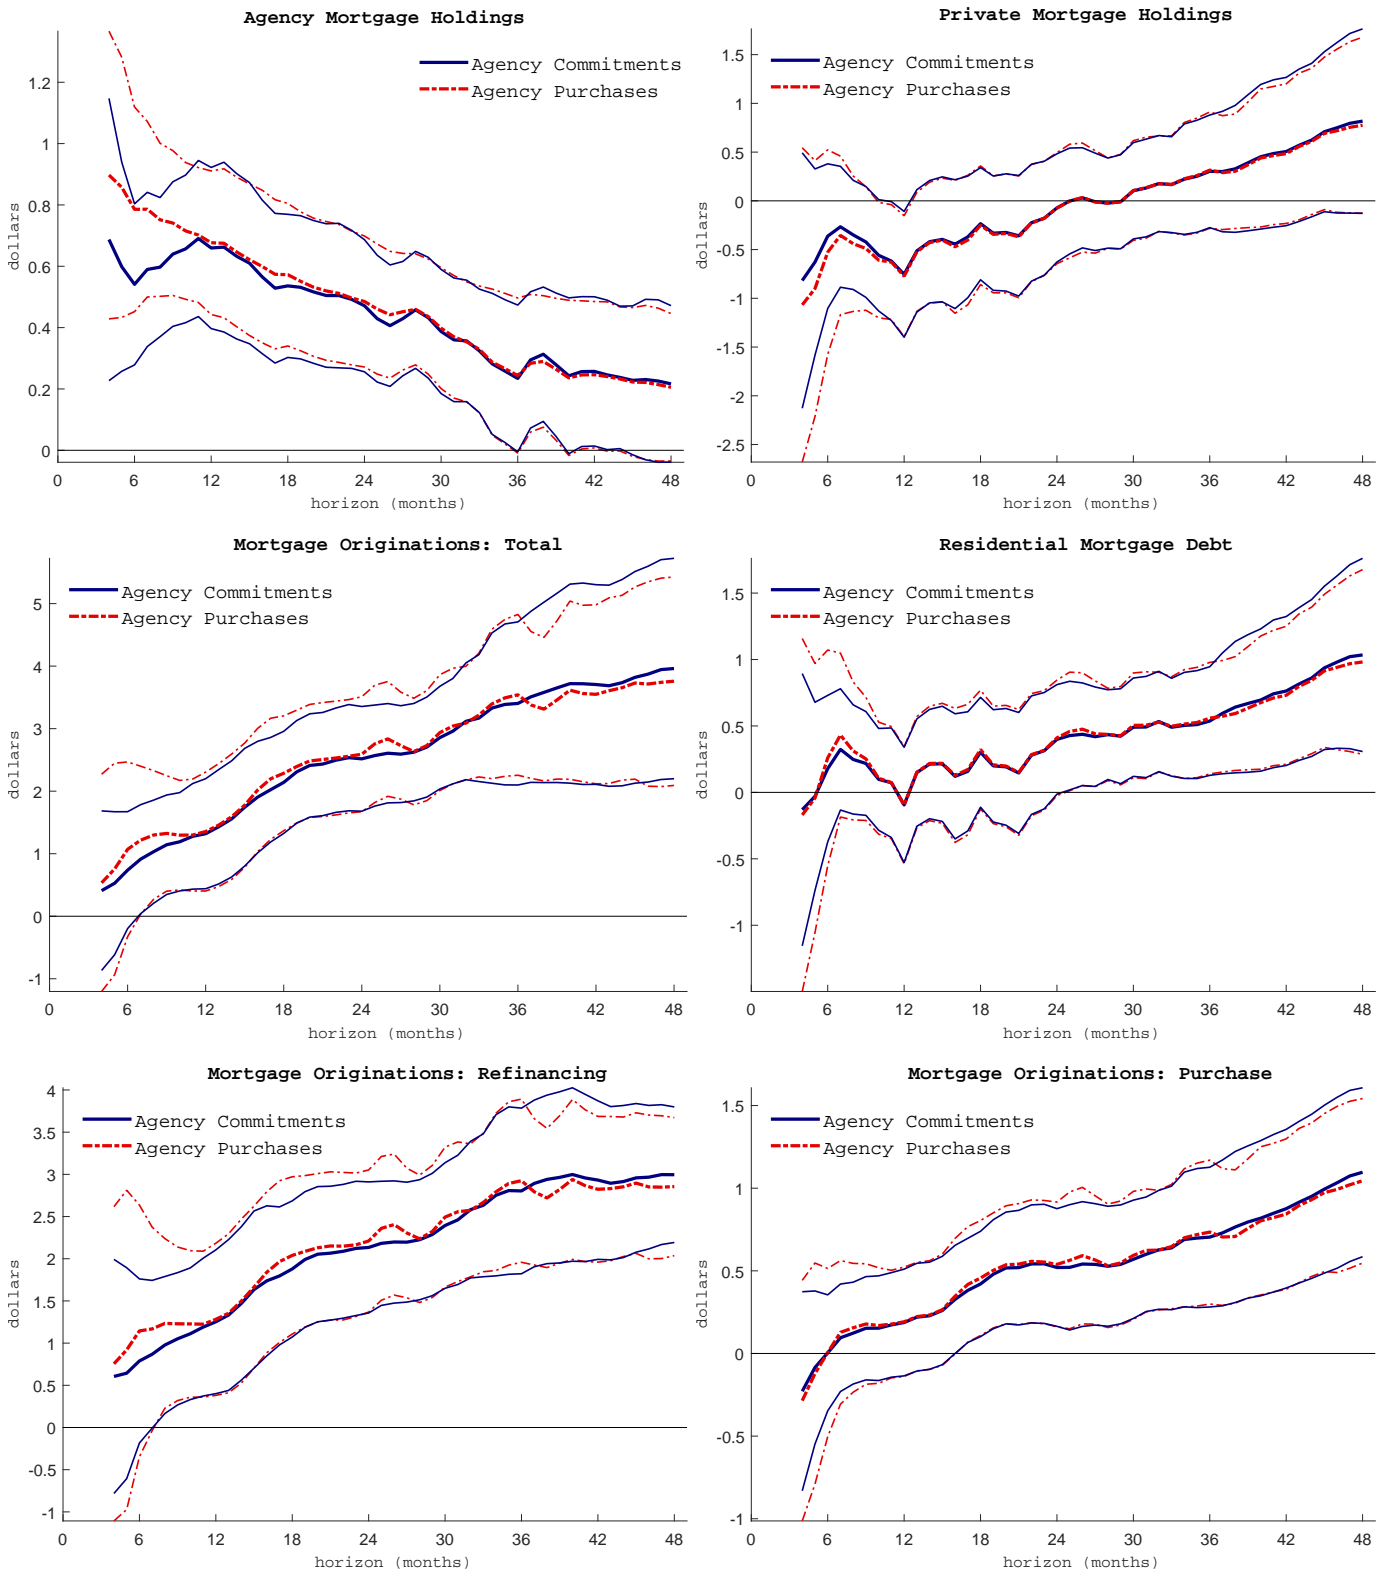 Agency Mortgage Holdings
Agency Commitments
Agency Purchases
dollars
1.2
1
0.8
0.6
0.4
0.2
0
0 6 12 18 24 30 36 42 48
horizon (months)
Private Mortgage Holdings
Agency Commitments
Agency Purchases
dollars
1.5
1
0.5
0
-0.5
-1
-1.5
-2
-2.5
0 6 12 18 24 30 36 42 48
horizon (months)
Mortgage Originations: Total
Agency Commitments
Agency Purchases
dollars
5
4
3
2
1
0
-1
0 6 12 18 24 30 36 42 48
horizon (months)
Residential Mortgage Debt
Agency Commitments
Agency Purchases
dollars
1.5
1
0.5
0
-0.5
-1
0 6 12 18 24 30 36 42 48
horizon (months)
Mortgage Originations: Refinancing
Agency Commitments
Agency Purchases
dollars
4
3.5
3
2.5
2
1.5
1
0.5
0
-0.5
-1
0 6 12 18 24 30 36 42 48
horizon (months)
Mortgage Originations: Purchase
Agency Commitments
Agency Purchases
dollars
1.5
1
0.5
0
-0.5
-1
0 6 12 18 24 30 36 42 48
horizon (months)